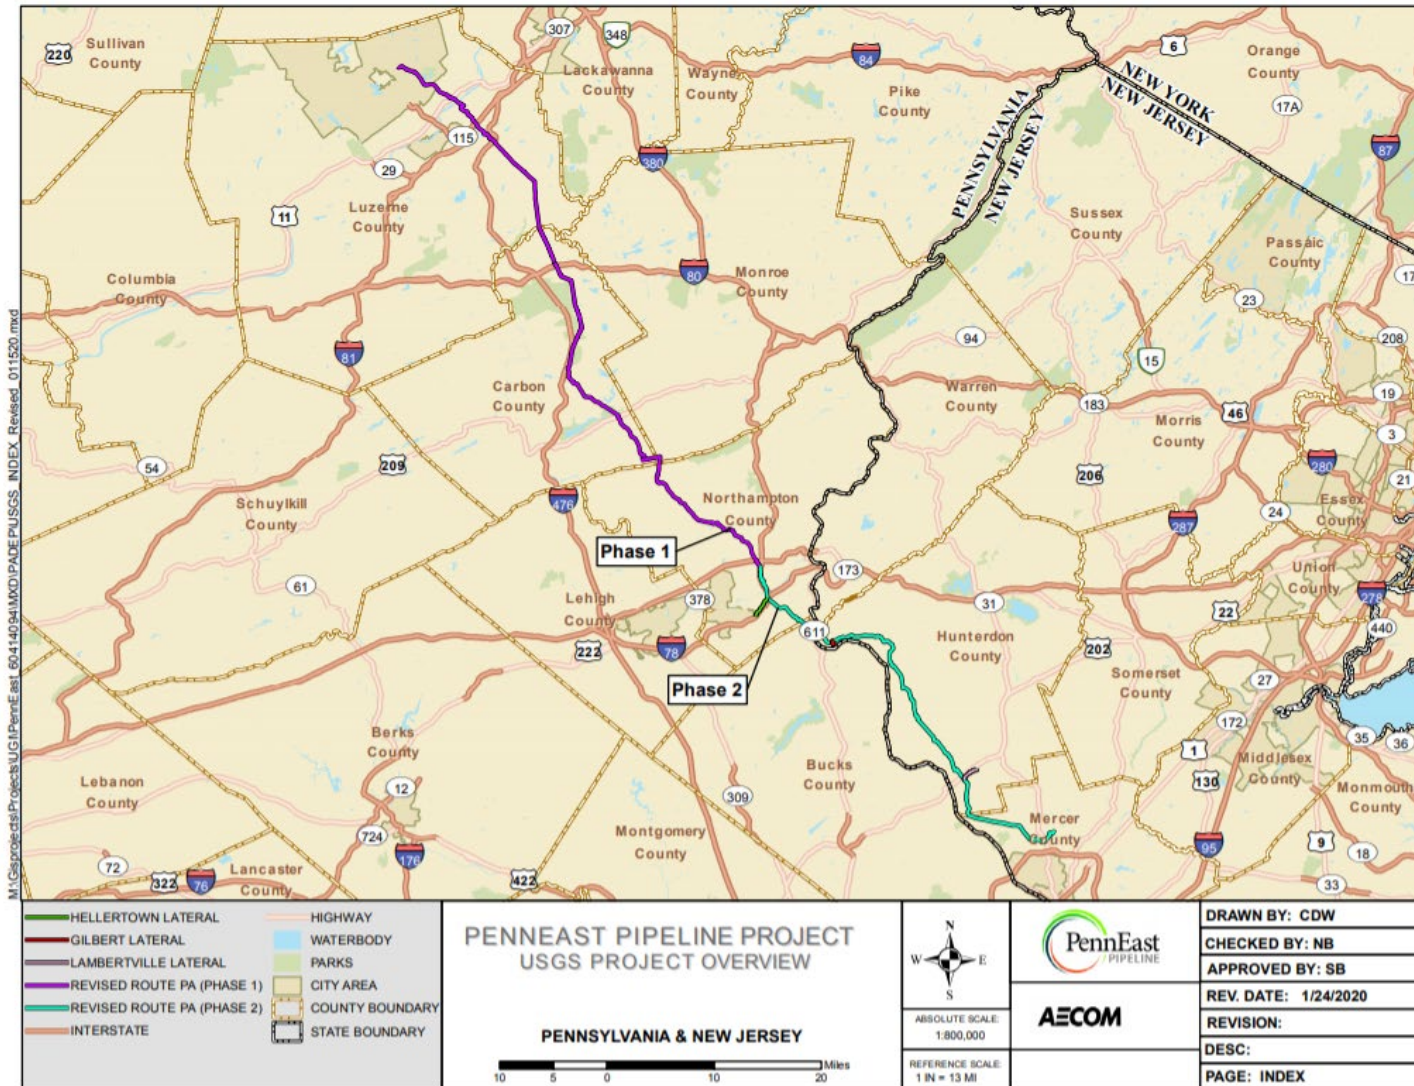 Sullivan
County
220
307
348
Lackawanna
County
Wayne
County
84
Pike
County
6
Orange
County
17A
NEW YORK
NEW JERSEY
PENNSYLVANIA
NEW JERSEY
87
115
29
380
11
Luzerne
County
Sussex
County
Passaic
County
Columbia
County
80
Monroe
County
17
23
94
15
208
81
Carbon
County
Warren
County
183
Morris
County
46
19
3
54
209
206
280
21
476
Northampton
County
Schuylkill
County
24
Essex
County
287
Phase 1
61
173
Union
County
278
Lehigh
County
378
31
22
440
611
Hunterdon
County
222
78
202
Somerset
County
Phase 2
27
172
Berks
County
35
36
1
Middlesex
County
Bucks
County
130
Lebanon
County
12
309
Monmouth
County
Mercer
County
724
Montgomery
County
176
95
9
18
72
322
76
Lancaster
County
422
33
M:\Gisprojects\Projects\UGI\PennEast_60414094\MXD\PADEP\USGS_INDEX_Revised_011520.mxd
HELLERTOWN LATERAL
GILBERT LATERAL
LAMBERTVILLE LATERAL
REVISED ROUTE PA (PHASE 1)
REVISED ROUTE PA (PHASE 2)
INTERSTATE
HIGHWAY
WATERBODY
PARKS
CITY AREA
COUNTY BOUNDARY
STATE BOUNDARY
PENNEAST PIPELINE PROJECT
USGS PROJECT OVERVIEW
PENNSYLVANIA & NEW JERSEY
10 5 0 10 20 Miles
N
W E
S
ABSOLUTE SCALE:
1:800,000
REFERENCE SCALE:
1 IN = 13 MI
PennEast
PIPELINE
AECOM
DRAWN BY: CDW
CHECKED BY: NB
APPROVED BY: SB
REV. DATE: 1/24/2020
REVISION:
DESC:
PAGE: INDEX